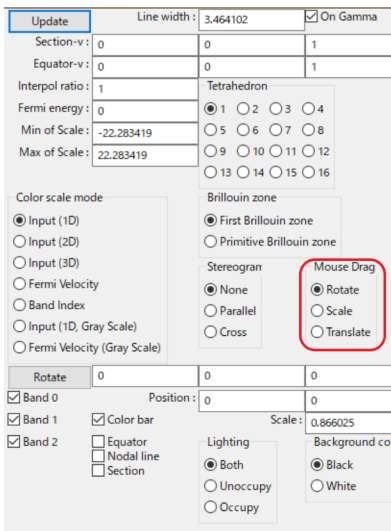 Update Line width : 3.464102 On Gamma
Section-v : 0 0 1
Equator-v : 0 0 1
Interpol ratio : 1 Tetrahedron
Fermi energy : 0 1 2 3 4
Min of Scale : -22.283419 5 6 7 8
Max of Scale : 22.283419 9 10 11 12
13 14 15 16
Color scale mode Brillouin zone
Input (1D) First Brillouin zone
Input (2D) Primitive Brillouin zone
Input (3D) Stereogram Mouse Drag
Fermi Velocity None Rotate
Band Index Parallel Scale
Input (1D, Gray Scale) Cross Translate
Fermi Velocity (Gray Scale)
Rotate 0 0 0
Band 0 Position : 0 0
Band 1 Color bar Scale : 0.866025
Band 2 Equator Lighting Background co
Nodal line Both Black
Section Unoccupy White
Occupy